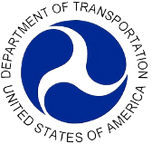 DEPARTMENT OF TRANSPORTATION
UNITED STATES OF AMERICA